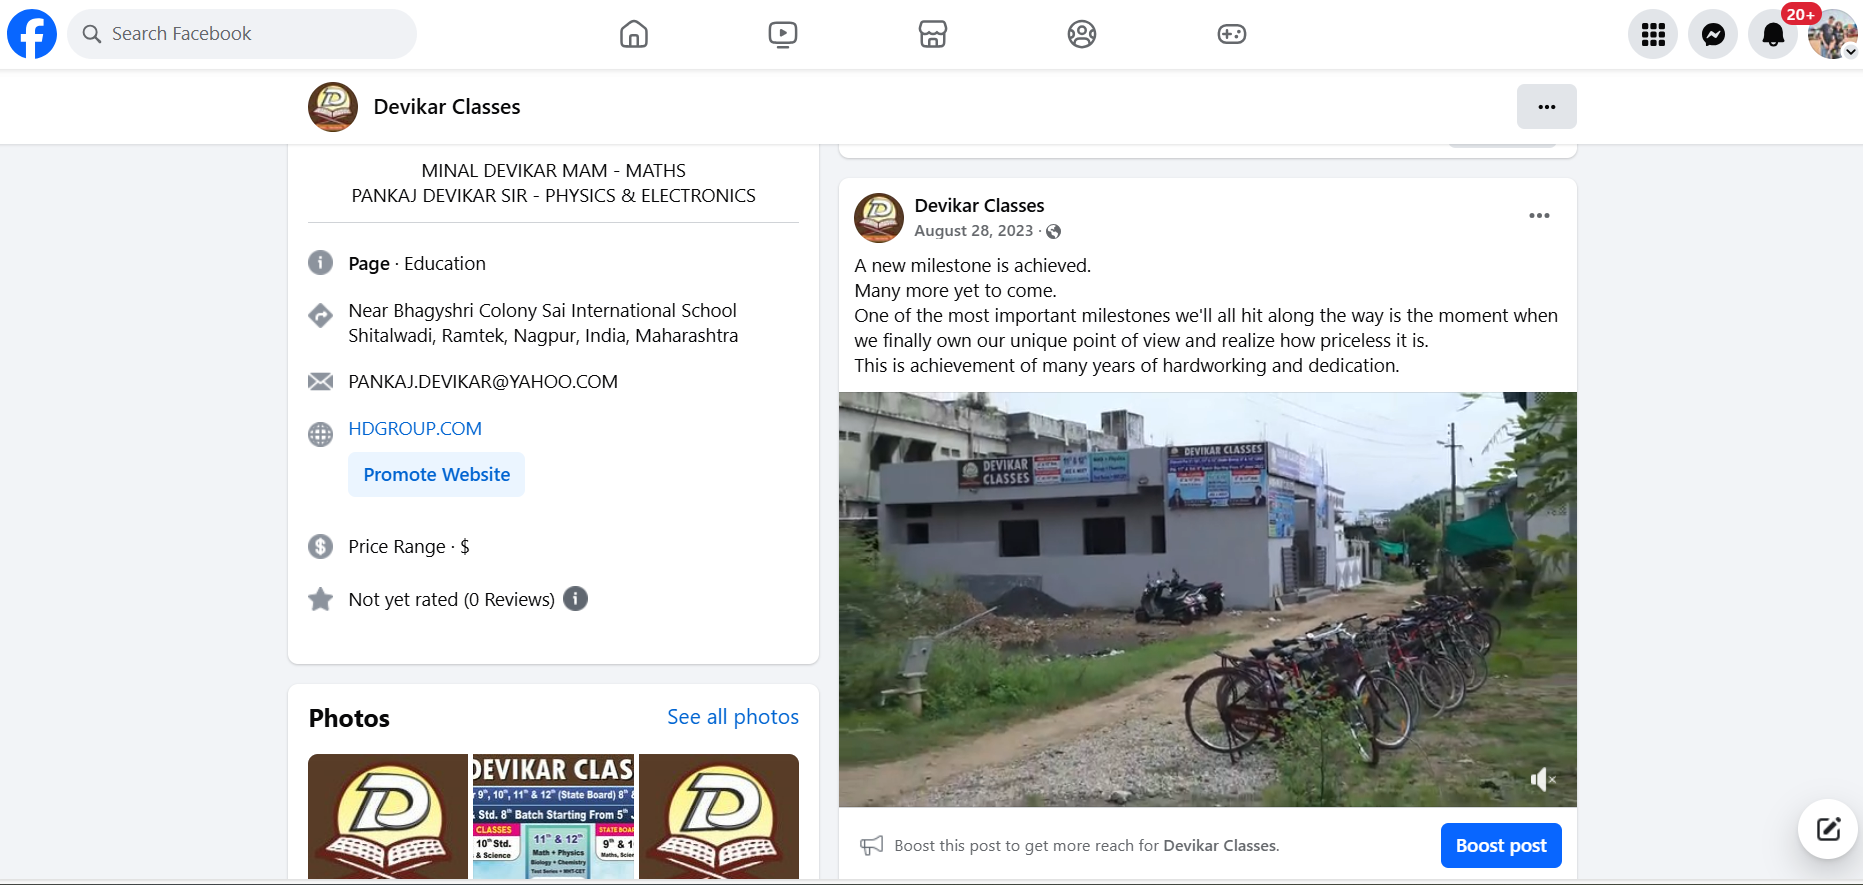 Search Facebook
20+
Devikar Classes
MINAL DEVIKAR MAM - MATHS
PANKAJ DEVIKAR SIR - PHYSICS & ELECTRONICS
Page · Education
Near Bhagyshri Colony Sai International School
Shitalwadi, Ramtek, Nagpur, India, Maharashtra
PANKAJ.DEVIKAR@YAHOO.COM
HDGROUP.COM
Promote Website
Price Range · $
Not yet rated (0 Reviews)
Photos
See all photos
DEVIKAR CLAS
9th, 10th, 11th & 12th (State Board) 8th &
Std. 8th Batch Starting From 5th
CLASSES
10th Std.
& Science
11th & 12th
Math + Physics
Biology + Chemistry
Test Series + MHT-CET
STATE BOA
9th & 1
Maths, Scien
Devikar Classes
August 28, 2023 ·
A new milestone is achieved.
Many more yet to come.
One of the most important milestones we'll all hit along the way is the moment when
we finally own our unique point of view and realize how priceless it is.
This is achievement of many years of hardworking and dedication.
DEVIKAR
CLASSES
DEVIKAR CLASSES
Boost this post to get more reach for Devikar Classes.
Boost post